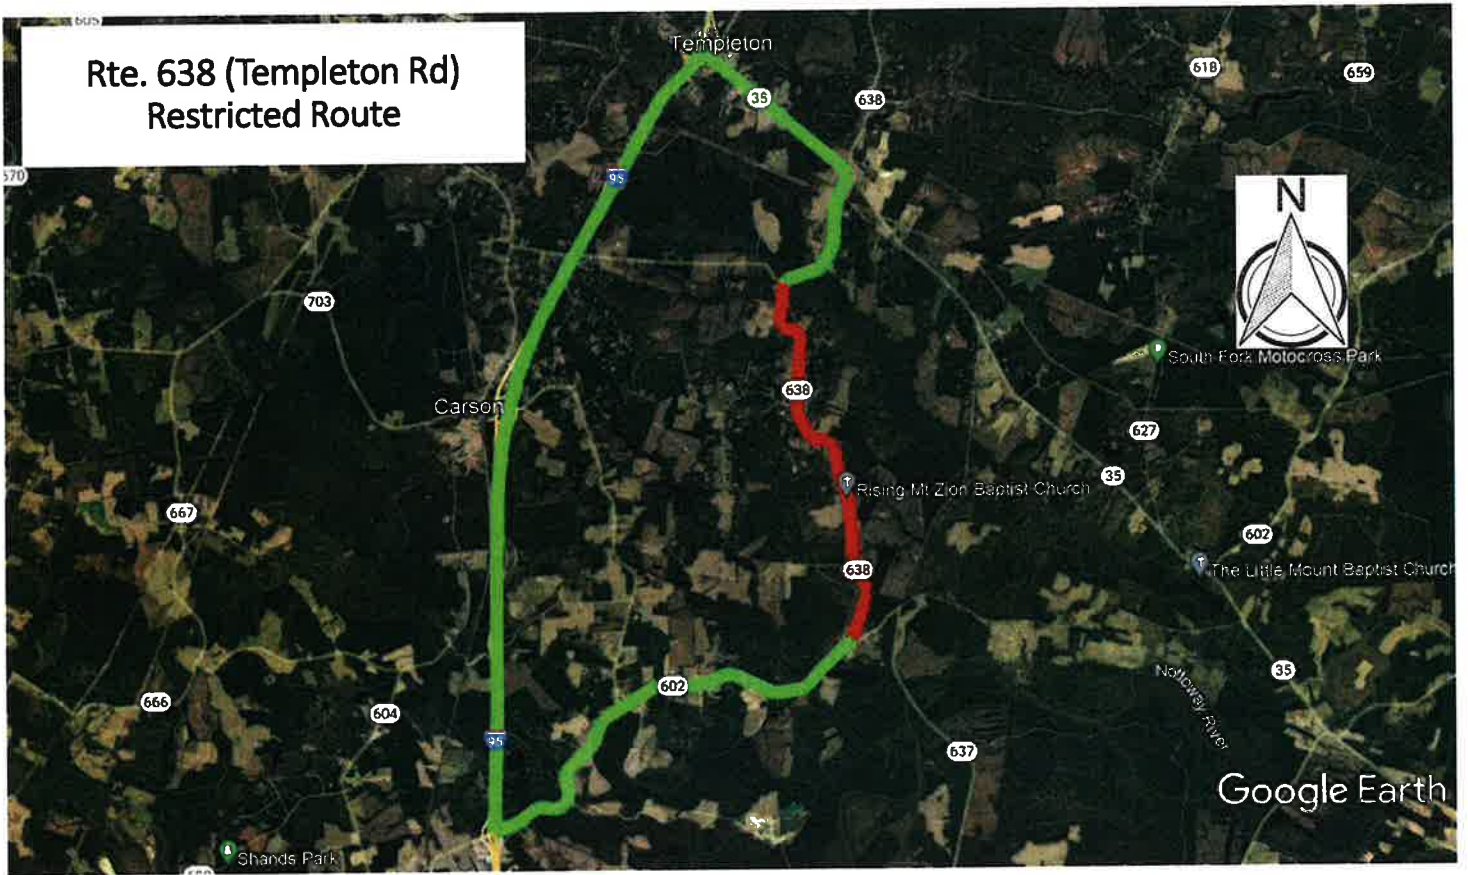 605
Rte. 638 (Templeton Rd)
Restricted Route
Templeton
35
638
618
659
95
N
703
South Fork Motocross Park
638
Carson
627
35
Rising Mt Zion Baptist Church
667
602
638
The Little Mount Baptist Church
35
Nottoway River
602
666
604
95
637
Google Earth
Shands Park